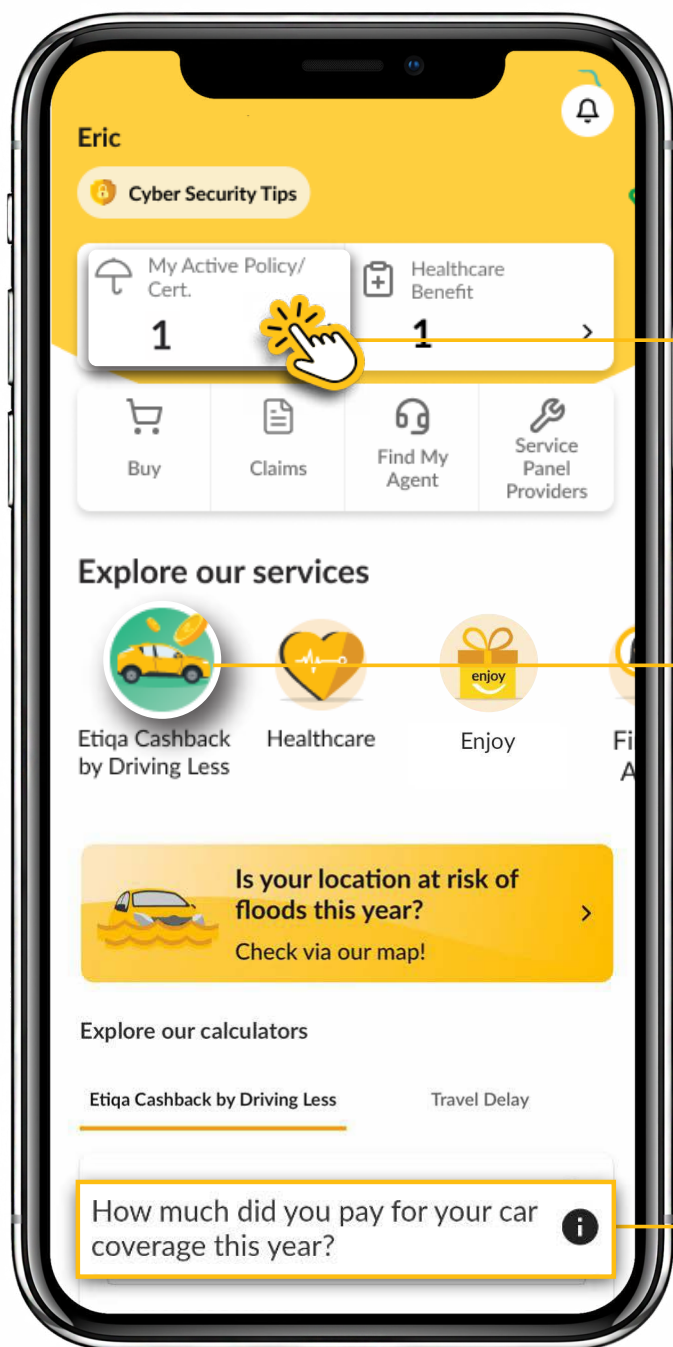 Eric
Cyber Security Tips
My Active Policy/
Cert.
1
Healthcare
Benefit
1
Buy
Claims
Find My
Agent
Service
Panel
Providers
Explore our services
enjoy
Etiqa Cashback
by Driving Less
Healthcare
Enjoy
Fi
A
Is your location at risk of
floods this year?
Check via our map!
Explore our calculators
Etiqa Cashback by Driving Less
Travel Delay
How much did you pay for your car
coverage this year?